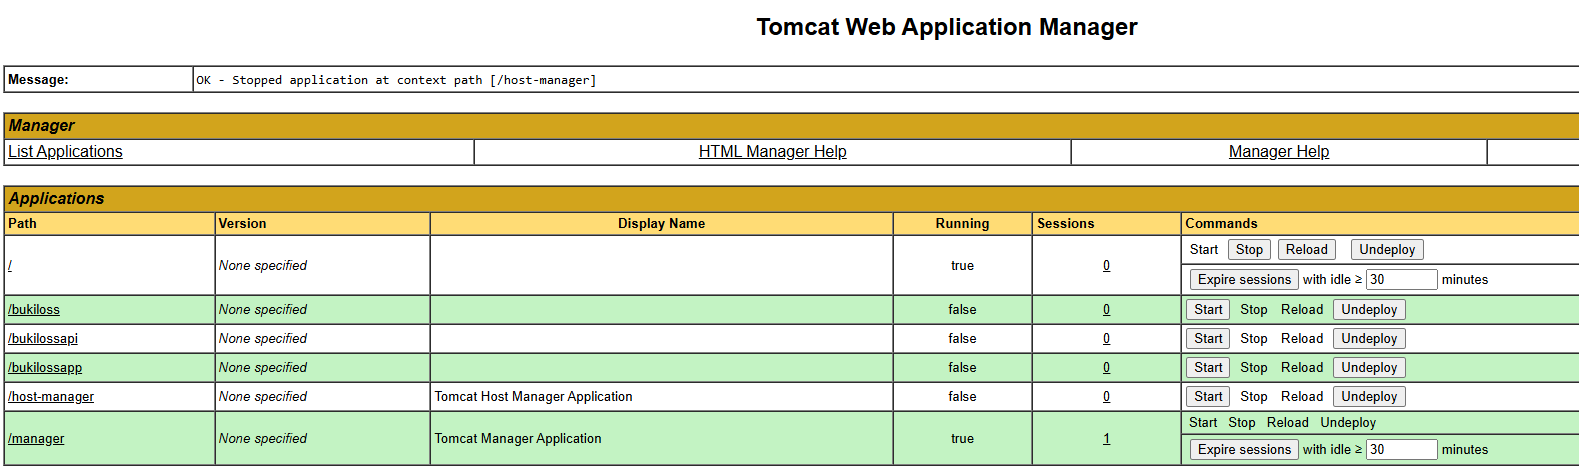 Tomcat Web Application Manager
Message: OK - Stopped application at context path [/host-manager]
Manager
List Applications HTML Manager Help Manager Help
Applications
Path Version Display Name Running Sessions Commands
/ None specified true 0 Start Stop Reload Undeploy
Expire sessions with idle ≥ 30 minutes
/bukiloss None specified false 0 Start Stop Reload Undeploy
/bukilossapi None specified false 0 Start Stop Reload Undeploy
/bukilossapp None specified false 0 Start Stop Reload Undeploy
/host-manager None specified Tomcat Host Manager Application false 0 Start Stop Reload Undeploy
/manager None specified Tomcat Manager Application true 1 Start Stop Reload Undeploy
Expire sessions with idle ≥ 30 minutes